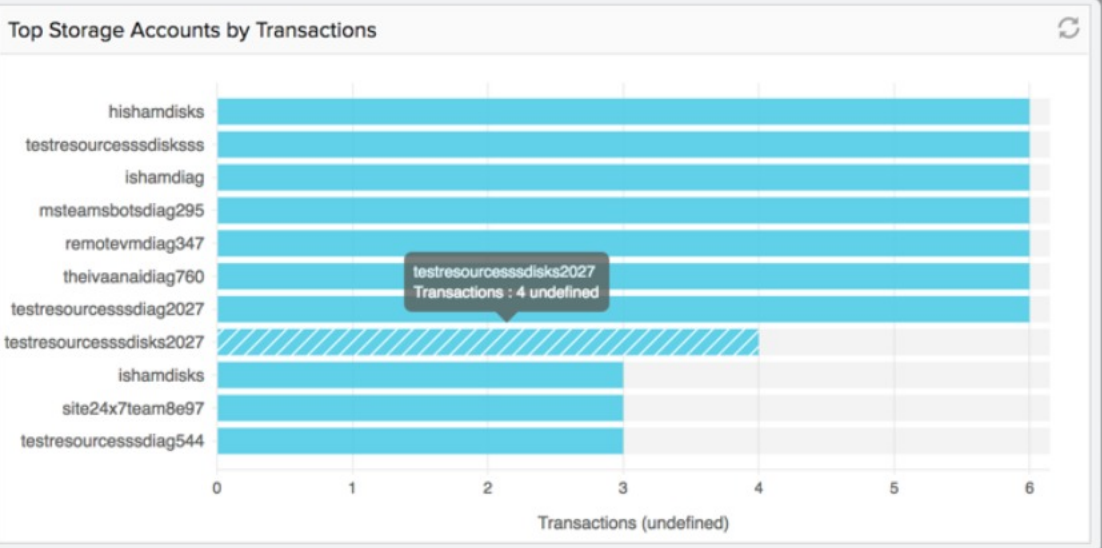 Top Storage Accounts by Transactions
hishamdisks
testresourcesssdisksss
ishamdiag
msteamsbotsdiag295
remotevmdiag347
theivaanaidiag760
testresourcesssdisks2027
Transactions : 4 undefined
testresourcesssdiag2027
testresourcesssdisks2027
ishamdisks
site24x7team8e97
testresourcesssdiag544
0 1 2 3 4 5 6
Transactions (undefined)